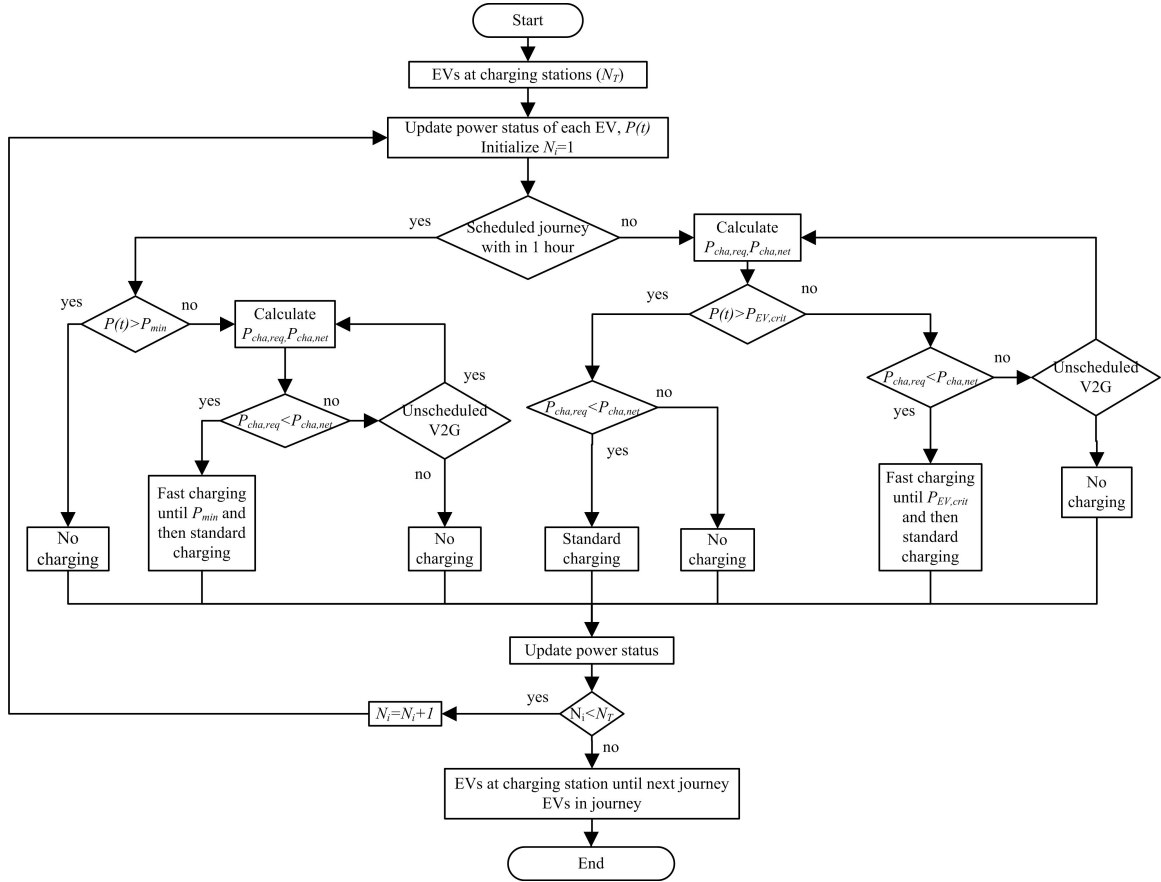 Start
EVs at charging stations (N_T)
Update power status of each EV, P(t)
Initialize N_i=1
yes
Scheduled journey
with in 1 hour
no
Calculate
P_cha,req,P_cha,net
yes
P(t)>P_min
no
Calculate
P_cha,req,P_cha,net
yes
P(t)>P_EV,crit
no
yes
P_cha,req<P_cha,net
no
Unscheduled
V2G
yes
no
P_cha,req<P_cha,net
no
yes
P_cha,req<P_cha,net
no
yes
Unscheduled
V2G
No
charging
Fast charging
until P_min and
then standard
charging
No
charging
Standard
charging
No
charging
Fast charging
until P_EV,crit
and then
standard
charging
No
charging
Update power status
yes
N_i=N_i+1
N_i<N_T
no
EVs at charging station until next journey
EVs in journey
End